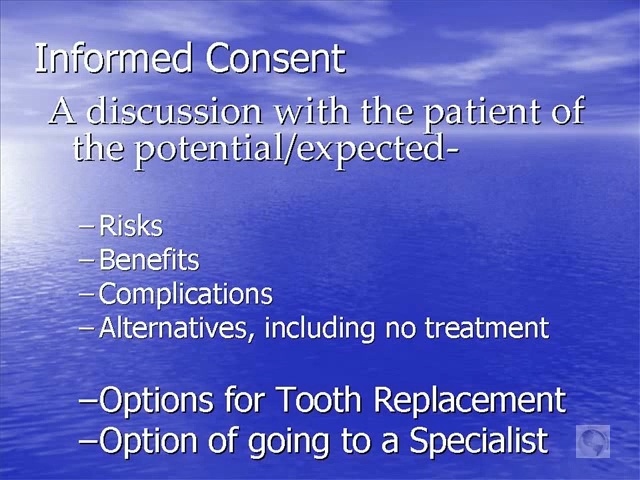 Informed Consent
A discussion with the patient of
the potential/expected-
–Risks
–Benefits
–Complications
–Alternatives, including no treatment
–Options for Tooth Replacement
–Option of going to a Specialist